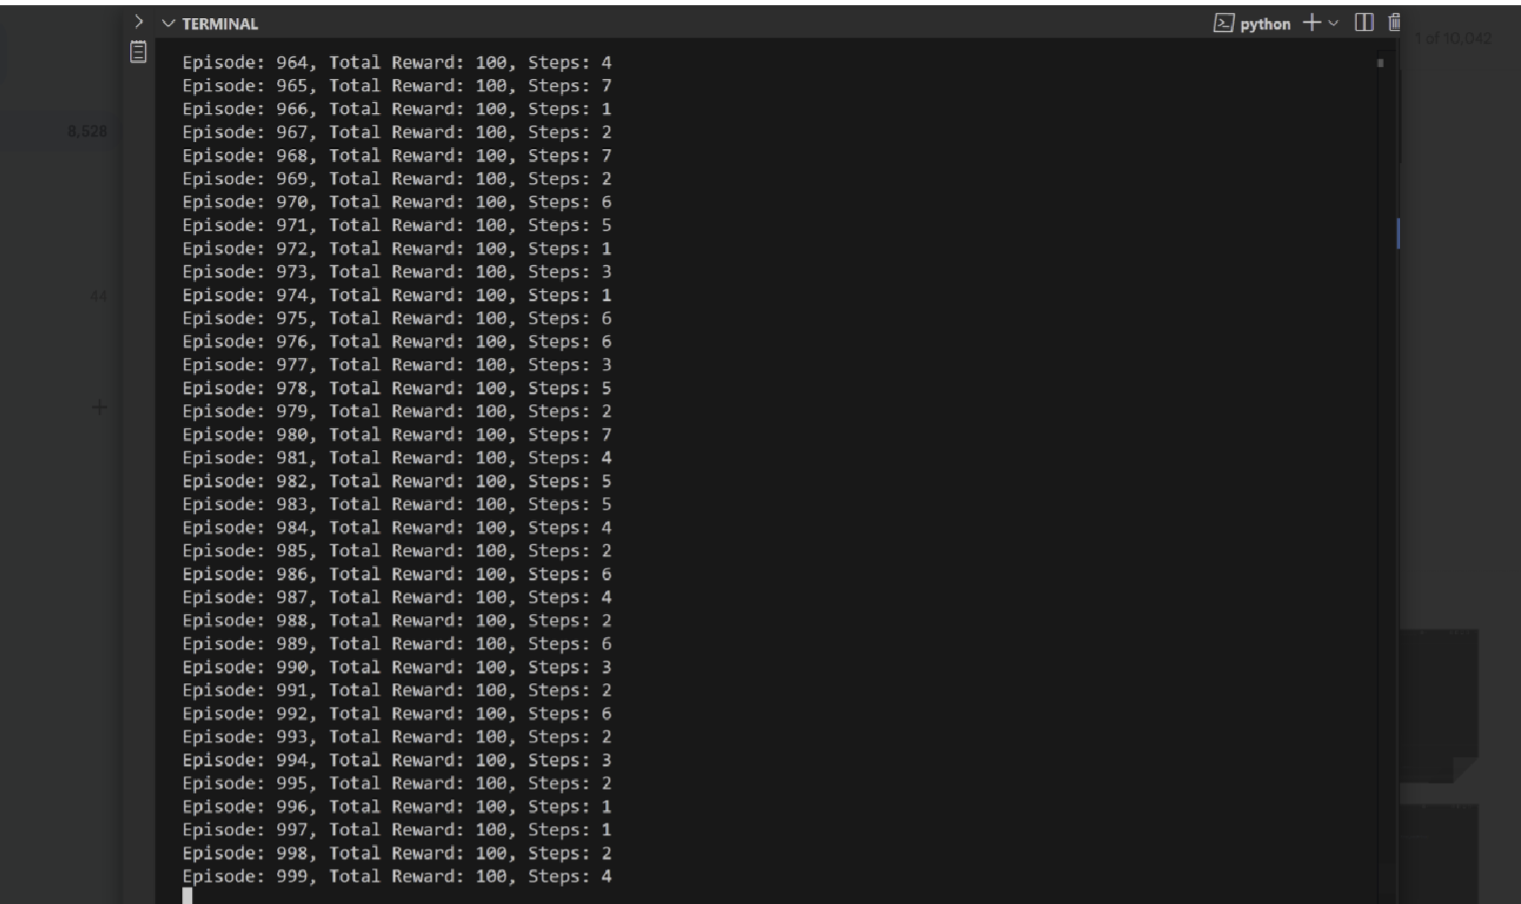 TERMINAL
python
1 of 10,042
8,528
44
Episode: 964, Total Reward: 100, Steps: 4
Episode: 965, Total Reward: 100, Steps: 7
Episode: 966, Total Reward: 100, Steps: 1
Episode: 967, Total Reward: 100, Steps: 2
Episode: 968, Total Reward: 100, Steps: 7
Episode: 969, Total Reward: 100, Steps: 2
Episode: 970, Total Reward: 100, Steps: 6
Episode: 971, Total Reward: 100, Steps: 5
Episode: 972, Total Reward: 100, Steps: 1
Episode: 973, Total Reward: 100, Steps: 3
Episode: 974, Total Reward: 100, Steps: 1
Episode: 975, Total Reward: 100, Steps: 6
Episode: 976, Total Reward: 100, Steps: 6
Episode: 977, Total Reward: 100, Steps: 3
Episode: 978, Total Reward: 100, Steps: 5
Episode: 979, Total Reward: 100, Steps: 2
Episode: 980, Total Reward: 100, Steps: 7
Episode: 981, Total Reward: 100, Steps: 4
Episode: 982, Total Reward: 100, Steps: 5
Episode: 983, Total Reward: 100, Steps: 5
Episode: 984, Total Reward: 100, Steps: 4
Episode: 985, Total Reward: 100, Steps: 2
Episode: 986, Total Reward: 100, Steps: 6
Episode: 987, Total Reward: 100, Steps: 4
Episode: 988, Total Reward: 100, Steps: 2
Episode: 989, Total Reward: 100, Steps: 6
Episode: 990, Total Reward: 100, Steps: 3
Episode: 991, Total Reward: 100, Steps: 2
Episode: 992, Total Reward: 100, Steps: 6
Episode: 993, Total Reward: 100, Steps: 2
Episode: 994, Total Reward: 100, Steps: 3
Episode: 995, Total Reward: 100, Steps: 2
Episode: 996, Total Reward: 100, Steps: 1
Episode: 997, Total Reward: 100, Steps: 1
Episode: 998, Total Reward: 100, Steps: 2
Episode: 999, Total Reward: 100, Steps: 4